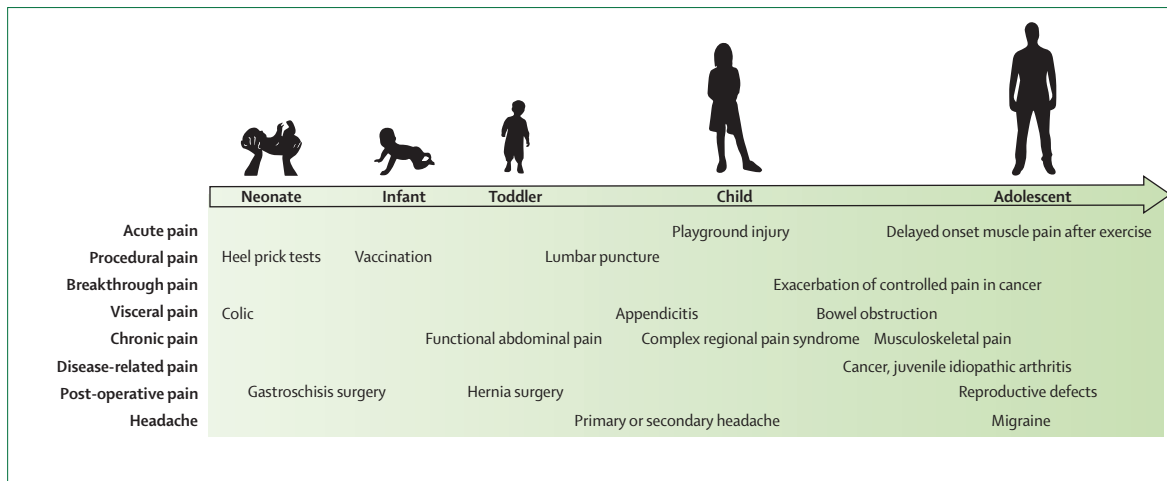 Neonate Infant Toddler Child Adolescent
Acute pain Playground injury Delayed onset muscle pain after exercise
Procedural pain Heel prick tests Vaccination Lumbar puncture
Breakthrough pain Exacerbation of controlled pain in cancer
Visceral pain Colic Appendicitis Bowel obstruction
Chronic pain Functional abdominal pain Complex regional pain syndrome Musculoskeletal pain
Disease-related pain Cancer, juvenile idiopathic arthritis
Post-operative pain Gastroschisis surgery Hernia surgery Reproductive defects
Headache Primary or secondary headache Migraine